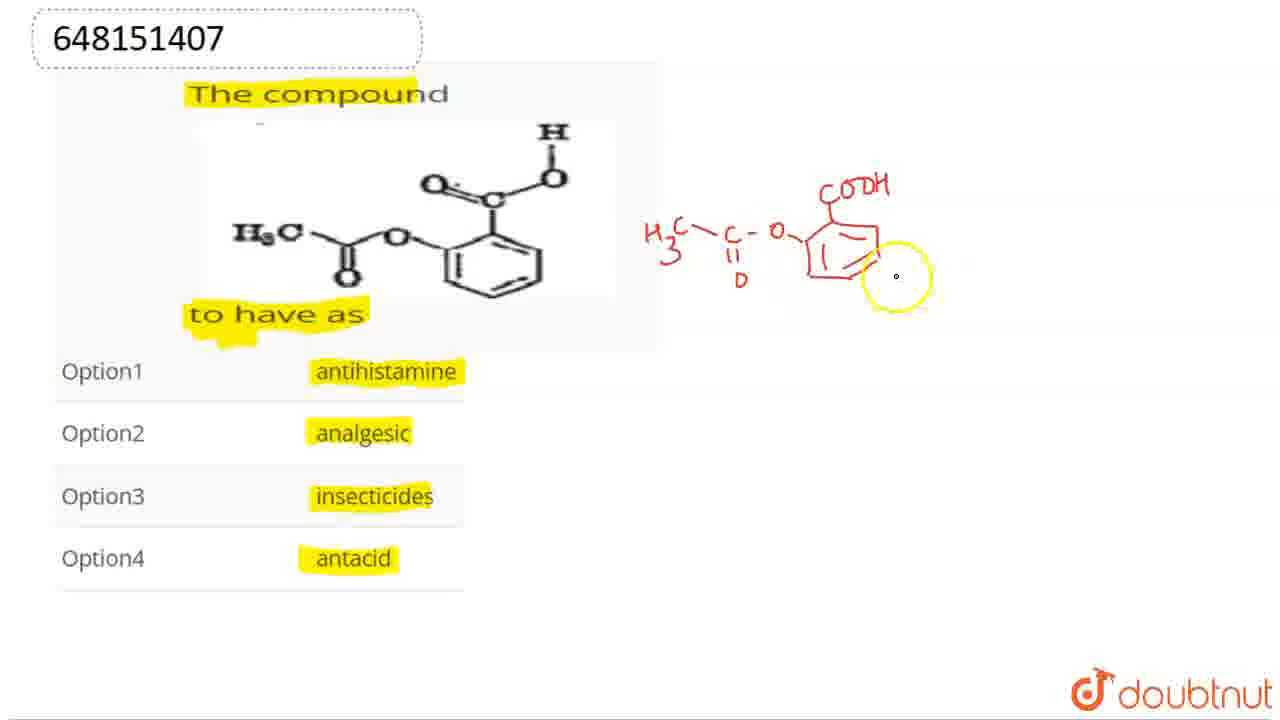 648151407
The compound
H
O
O
C
H₃C
O
O
to have as
COOH
H₃C
C
O
O
Option1 antihistamine
Option2 analgesic
Option3 insecticides
Option4 antacid
doubtnut